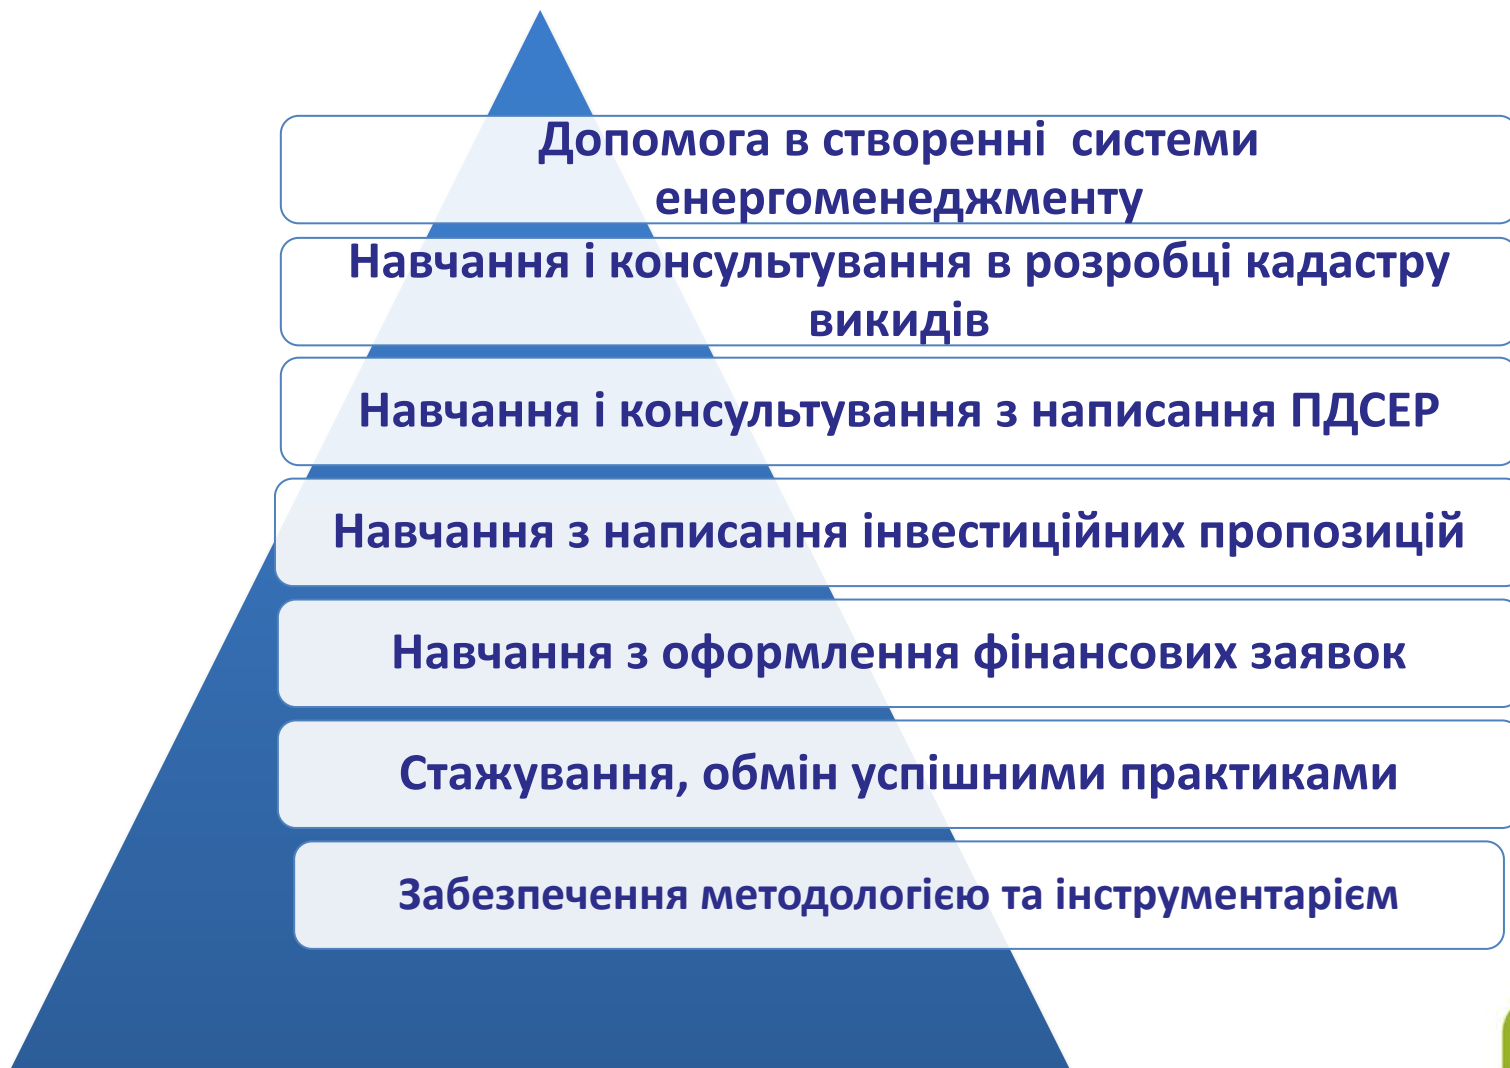 Допомога в створенні системи
енергоменеджменту
Навчання і консультування в розробці кадастру
викидів
Навчання і консультування з написання ПДСЕР
Навчання з написання інвестиційних пропозицій
Навчання з оформлення фінансових заявок
Стажування, обмін успішними практиками
Забезпечення методологією та інструментарієм